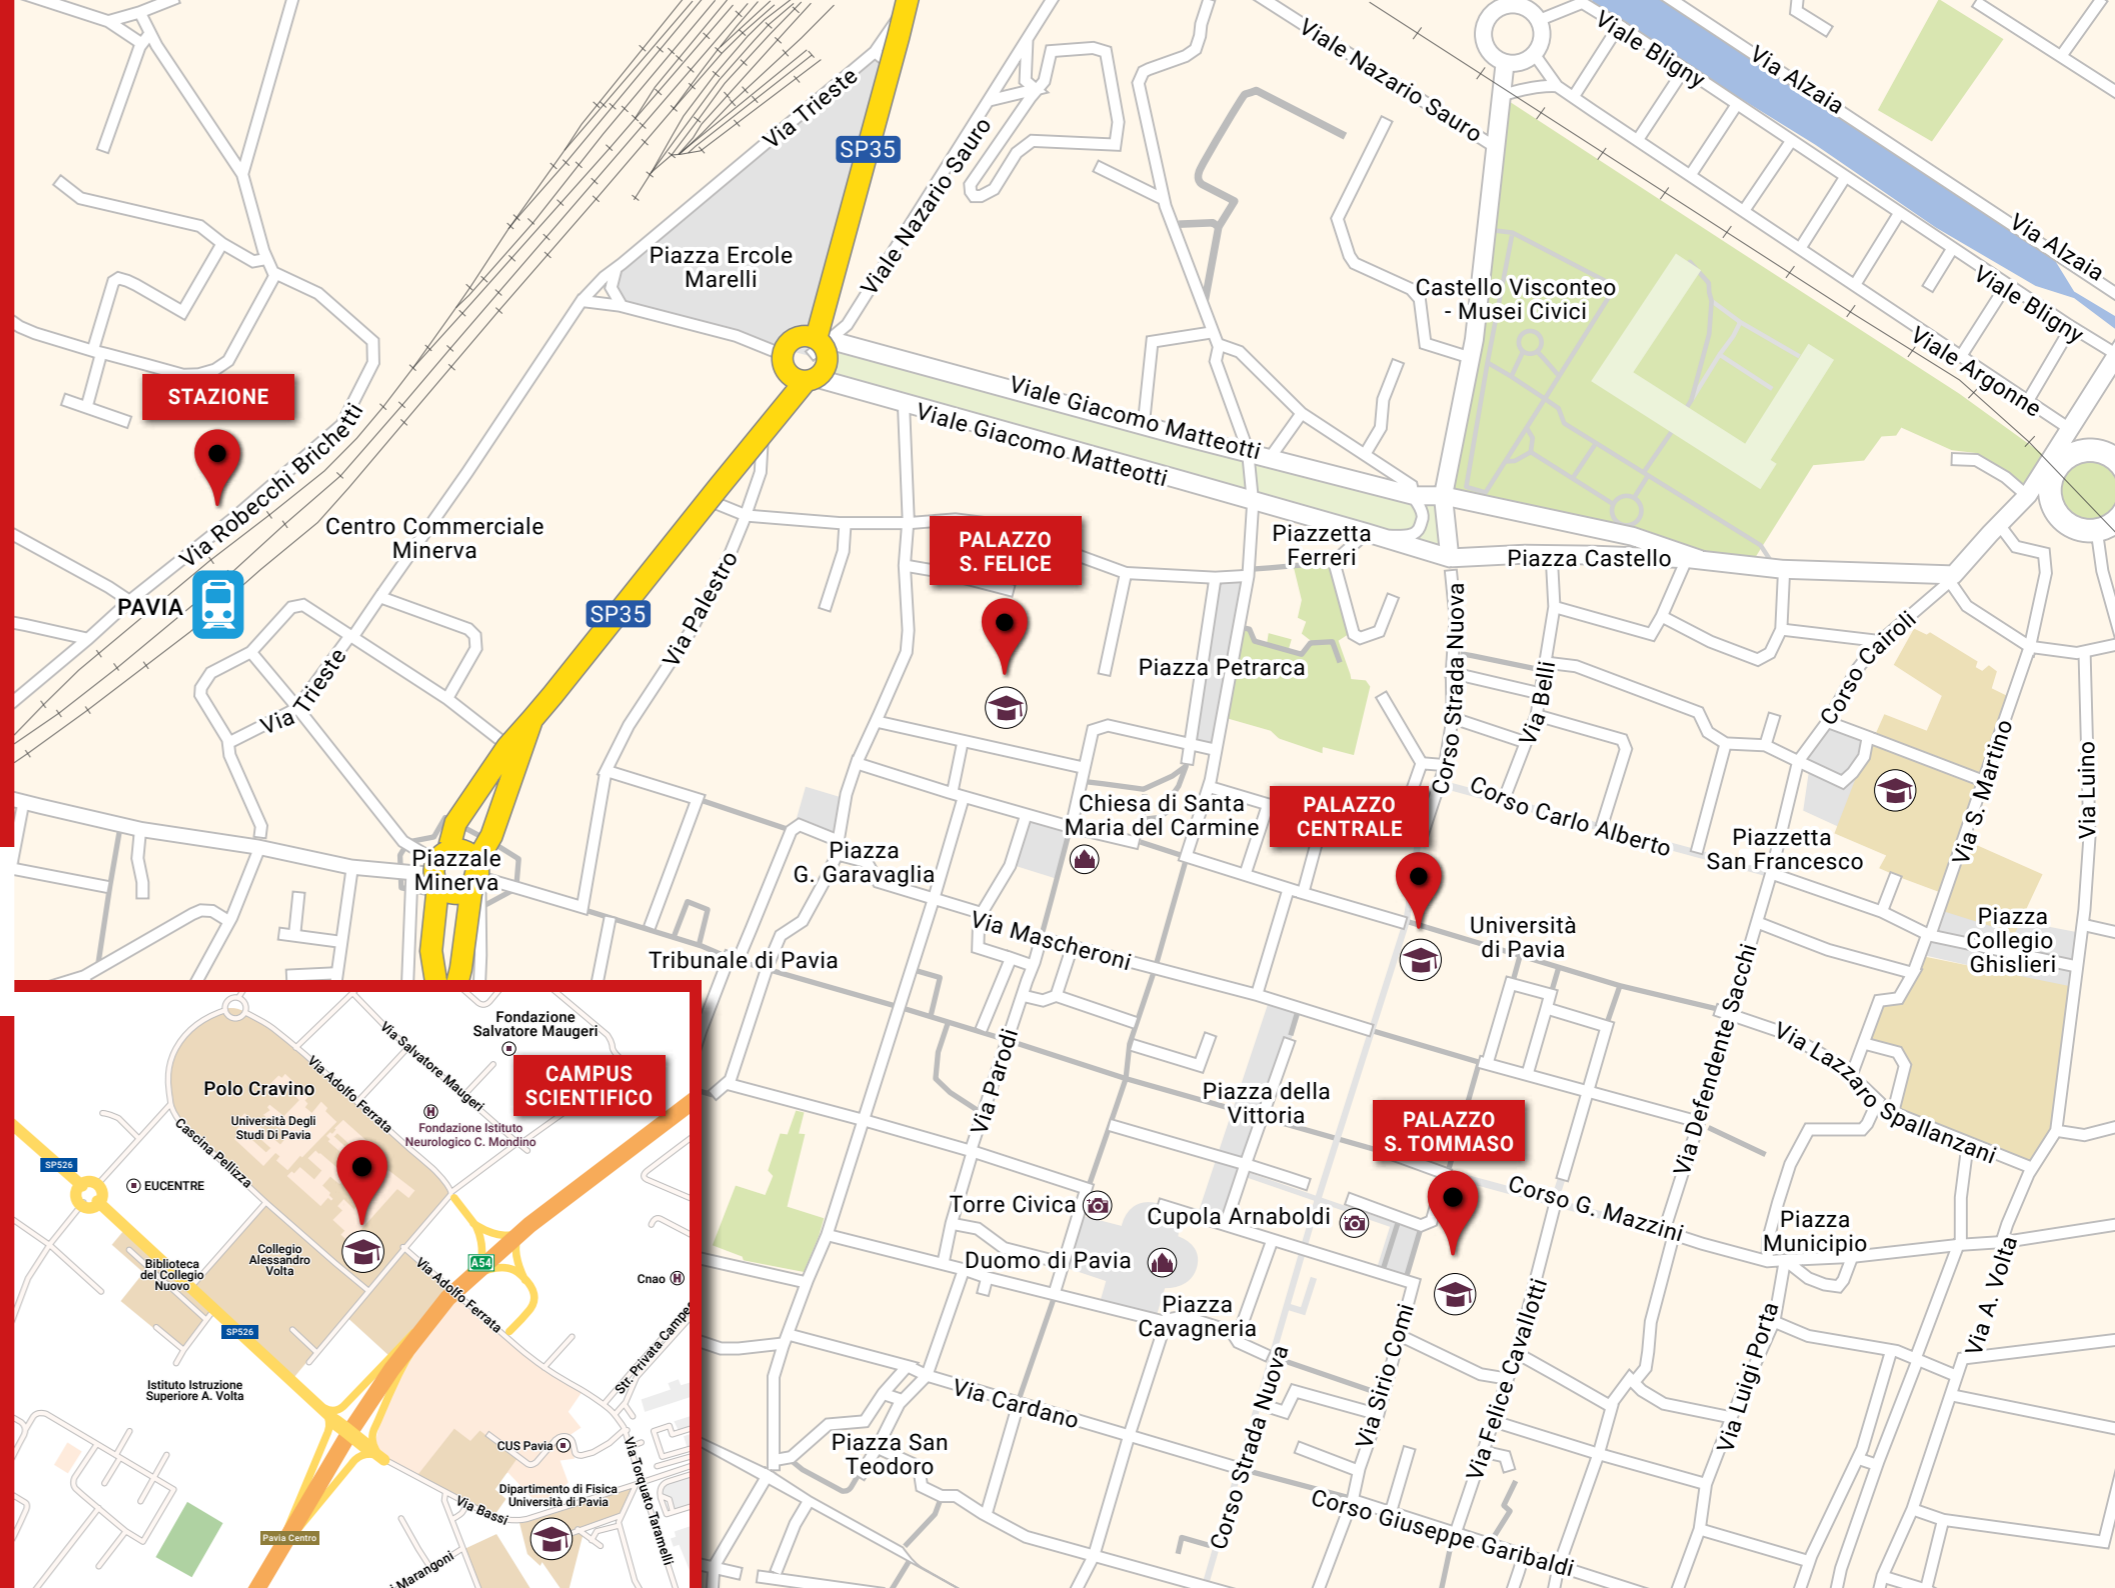 Viale Bligny
Via Alzaia
Viale Nazario Sauro
Via Trieste
SP35
Viale Nazario Sauro
Via Alzaia
Piazza Ercole
Marelli
Castello Visconteo
- Musei Civici
Viale Bligny
Viale Argonne
STAZIONE
Viale Giacomo Matteotti
Viale Giacomo Matteotti
Via Robecchi Brichetti
Centro Commerciale
Minerva
PALAZZO
S. FELICE
Piazzetta
Ferreri
Piazza Castello
PAVIA
SP35
Via Palestro
Via Trieste
Piazza Petrarca
Corso Strada Nuova
Via Belli
Corso Cairoli
Via S. Martino
Via Luino
Chiesa di Santa
Maria del Carmine
PALAZZO
CENTRALE
Corso Carlo Alberto
Piazzetta
San Francesco
Piazzale
Minerva
Piazza
G. Garavaglia
Via Mascheroni
Università
di Pavia
Piazza
Collegio
Ghislieri
Tribunale di Pavia
Via Defendente Sacchi
Via Lazzaro Spallanzani
Via Parodi
Piazza della
Vittoria
PALAZZO
S. TOMMASO
Torre Civica
Cupola Arnaboldi
Corso G. Mazzini
Piazza
Municipio
Duomo di Pavia
Piazza
Cavagneria
Via A. Volta
Via Sirio Comi
Via Felice Cavallotti
Via Luigi Porta
Corso Strada Nuova
Via Cardano
Piazza San
Teodoro
Corso Giuseppe Garibaldi
Fondazione
Salvatore Maugeri
Via Salvatore Maugeri
CAMPUS
SCIENTIFICO
Via Adolfo Ferrata
Polo Cravino
Università Degli
Studi Di Pavia
Fondazione Istituto
Neurologico C. Mondino
Cascina Pellizza
SP526
EUCENTRE
Collegio
Alessandro
Volta
Biblioteca
del Collegio
Nuovo
A54
Via Adolfo Ferrata
Cnao
SP526
Str. Privata Campe
Istituto Istruzione
Superiore A. Volta
CUS Pavia
Via Torquato Taramelli
Dipartimento di Fisica
Università di Pavia
Via Bassi
Pavia Centro
i Marangoni